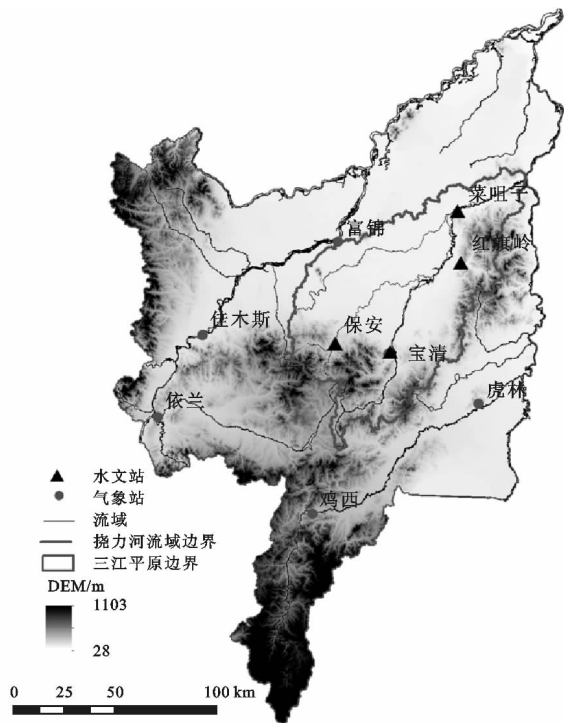 菜咀子
富锦
红旗岭
佳木斯
保安
宝清
虎林
依兰
鸡西
水文站
气象站
流域
挠力河流域边界
三江平原边界
DEM/m
1103
28
0 25 50 100 km